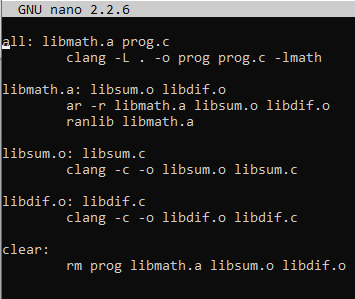 GNU nano 2.2.6
all: libmath.a prog.c
clang -L . -o prog prog.c -lmath
libmath.a: libsum.o libdif.o
ar -r libmath.a libsum.o libdif.o
ranlib libmath.a
libsum.o: libsum.c
clang -c -o libsum.o libsum.c
libdif.o: libdif.c
clang -c -o libdif.o libdif.c
clear:
rm prog libmath.a libsum.o libdif.o